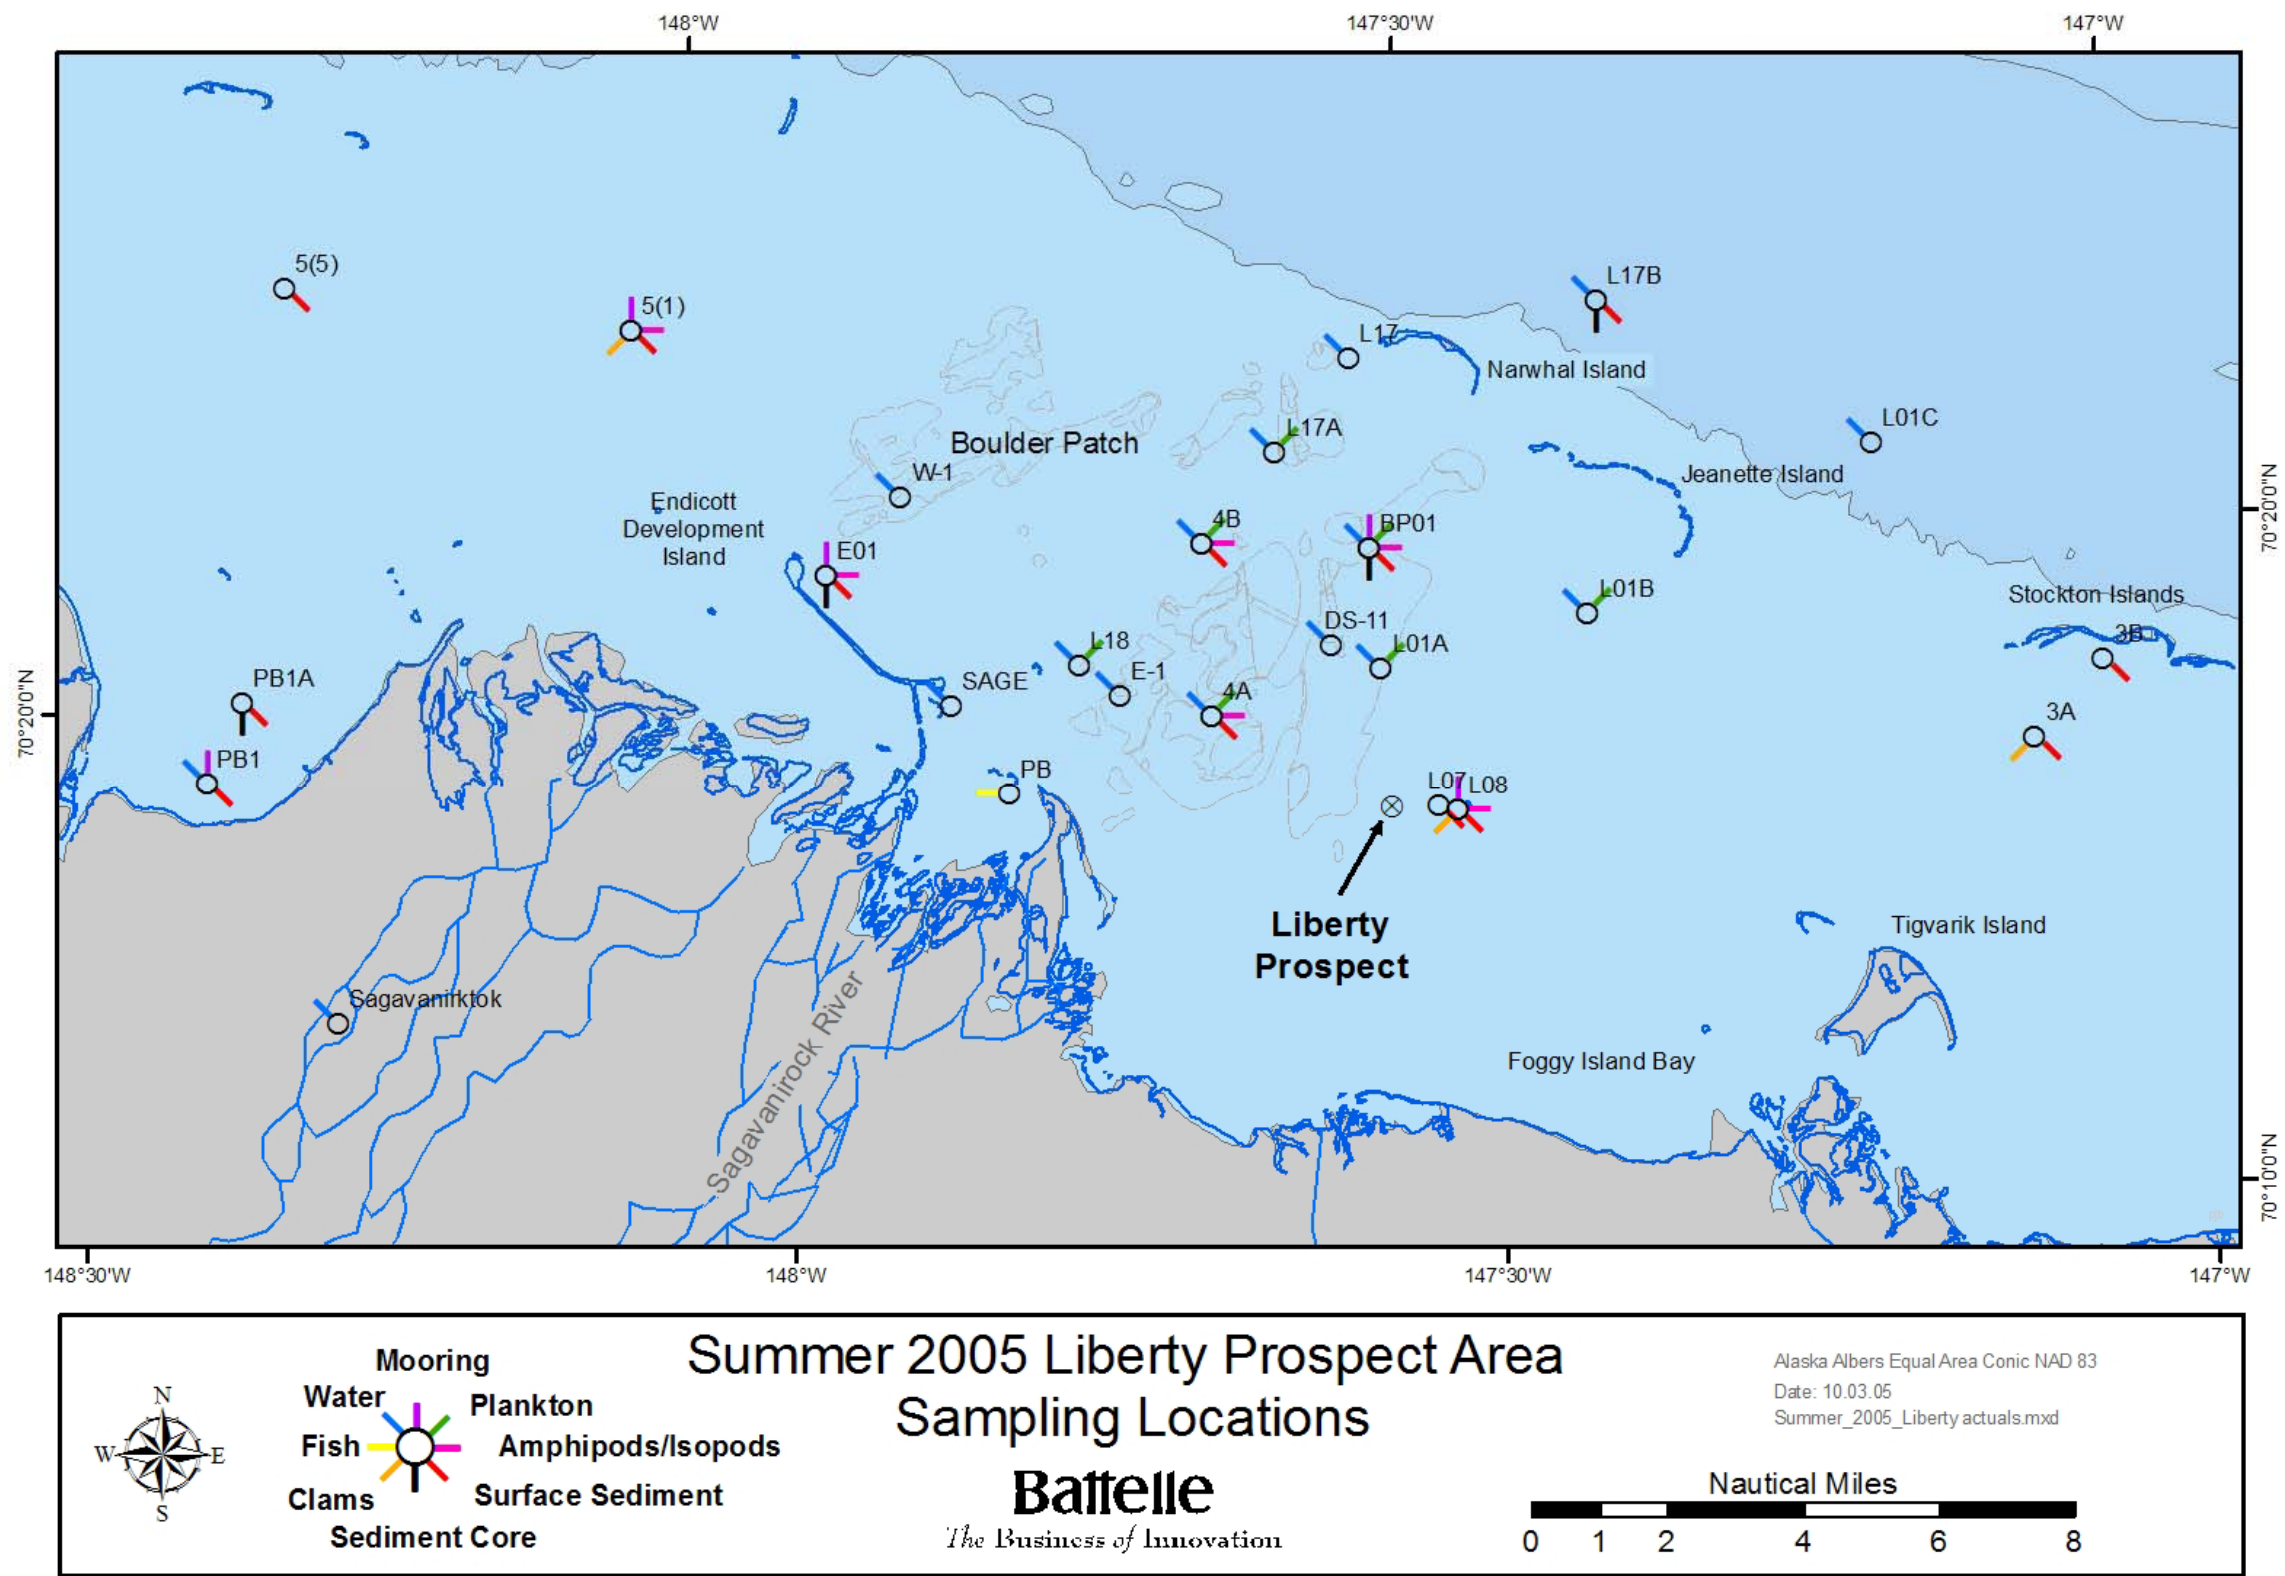 148°W
147°30'W
147°W
5(5)
5(1)
L17B
L17
Narwhal Island
L01C
L17A
Boulder Patch
W-1
Jeanette Island
Endicott
Development
Island
4B
BP01
E01
70°20'0"N
L01B
Stockton Islands
DS-11
3B
L18
L01A
E-1
PB1A
SAGE
4A
70°20'0"N
3A
PB1
PB
L07
L08
Liberty
Prospect
Tigvarik Island
Sagavanirktok
Sagavanirock River
Foggy Island Bay
70°10'0"N
148°30'W
148°W
147°30'W
147°W
Summer 2005 Liberty Prospect Area
Sampling Locations
Mooring
Water
Plankton
Fish
Amphipods/Isopods
Clams
Surface Sediment
Sediment Core
N
W
E
S
Battelle
The Business of Innovation
Alaska Albers Equal Area Conic NAD 83
Date: 10.03.05
Summer_2005_Liberty actuals.mxd
Nautical Miles
0 1 2 4 6 8